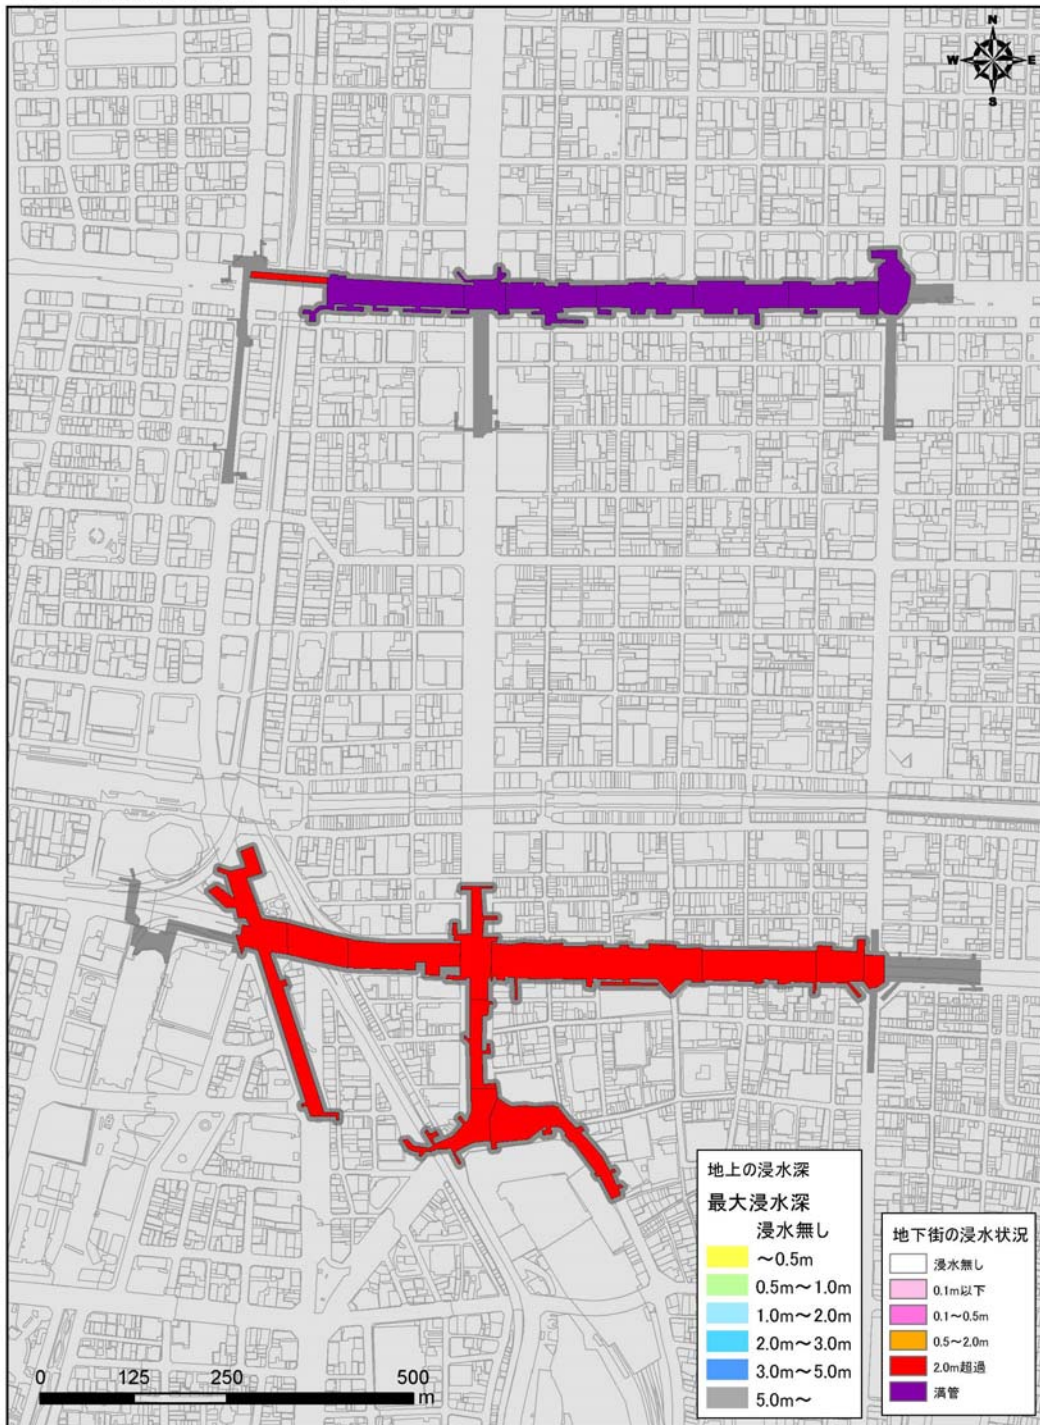 N
W E
S
地上の浸水深
最大浸水深
浸水無し
～0.5m
0.5m～1.0m
1.0m～2.0m
2.0m～3.0m
3.0m～5.0m
5.0m～
地下街の浸水状況
浸水無し
0.1m以下
0.1～0.5m
0.5～2.0m
2.0m超過
満管
0 125 250 500
m